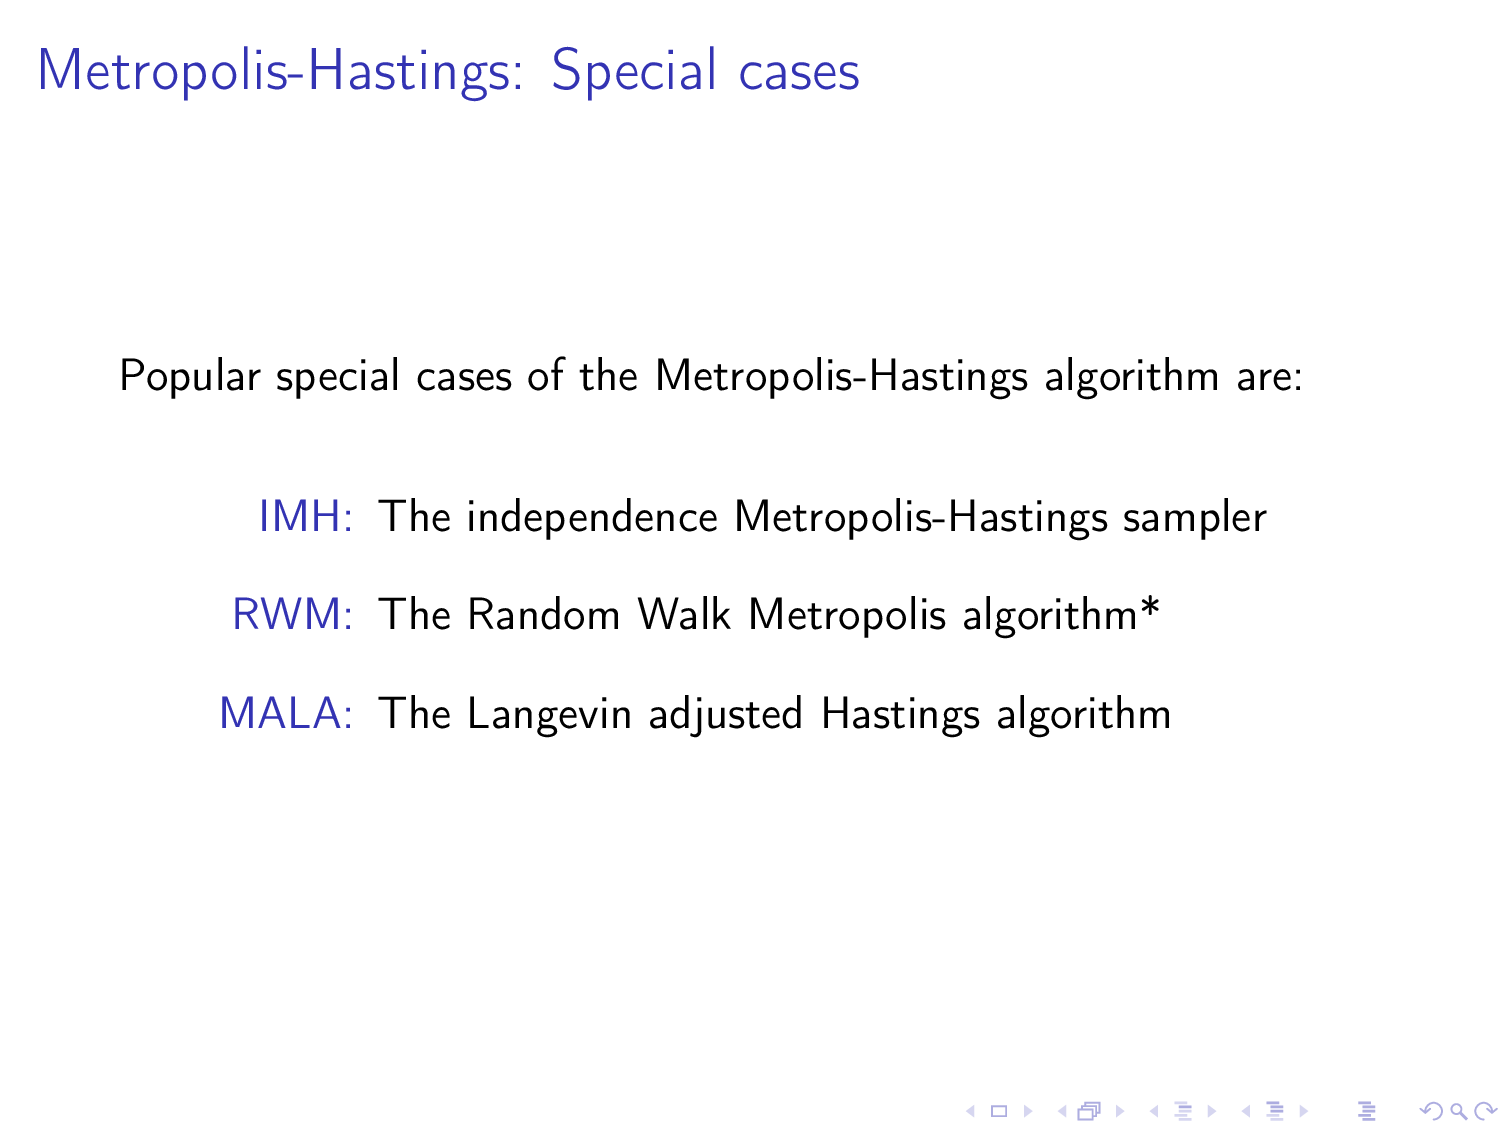 Metropolis-Hastings: Special cases
Popular special cases of the Metropolis-Hastings algorithm are:
IMH: The independence Metropolis-Hastings sampler
RWM: The Random Walk Metropolis algorithm*
MALA: The Langevin adjusted Hastings algorithm